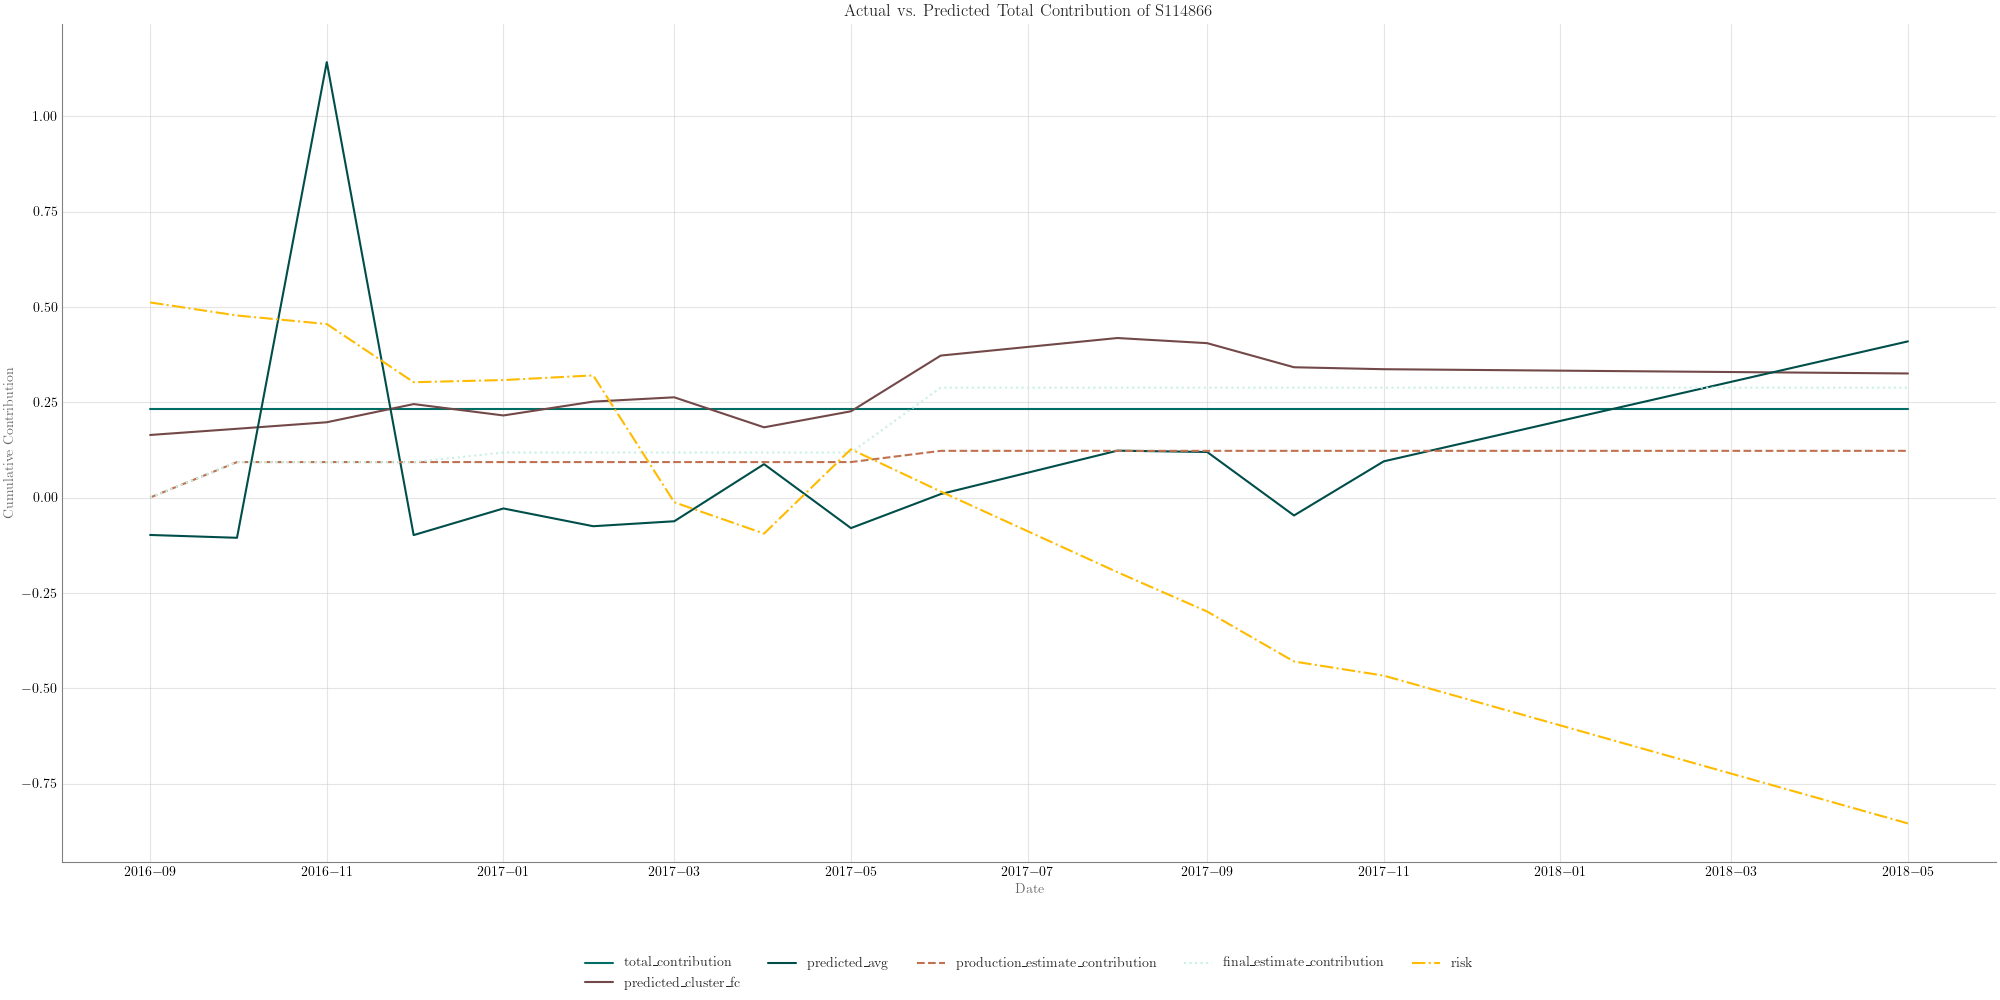 Actual vs. Predicted Total Contribution of S114866
Cumulative Contribution
1.00
0.75
0.50
0.25
0.00
−0.25
−0.50
−0.75
2016−09 2016−11 2017−01 2017−03 2017−05 2017−07 2017−09 2017−11 2018−01 2018−03 2018−05
Date
total_contribution predicted_avg production_estimate_contribution final_estimate_contribution risk
predicted_cluster_fc